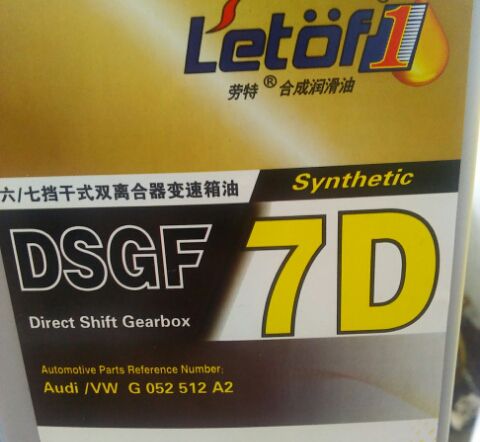 Letöf1
劳特®合成润滑油
六/七挡干式双离合器变速箱油
Synthetic
DSGF 7D
Direct Shift Gearbox
Automotive Parts Reference Number:
Audi /VW G 052 512 A2